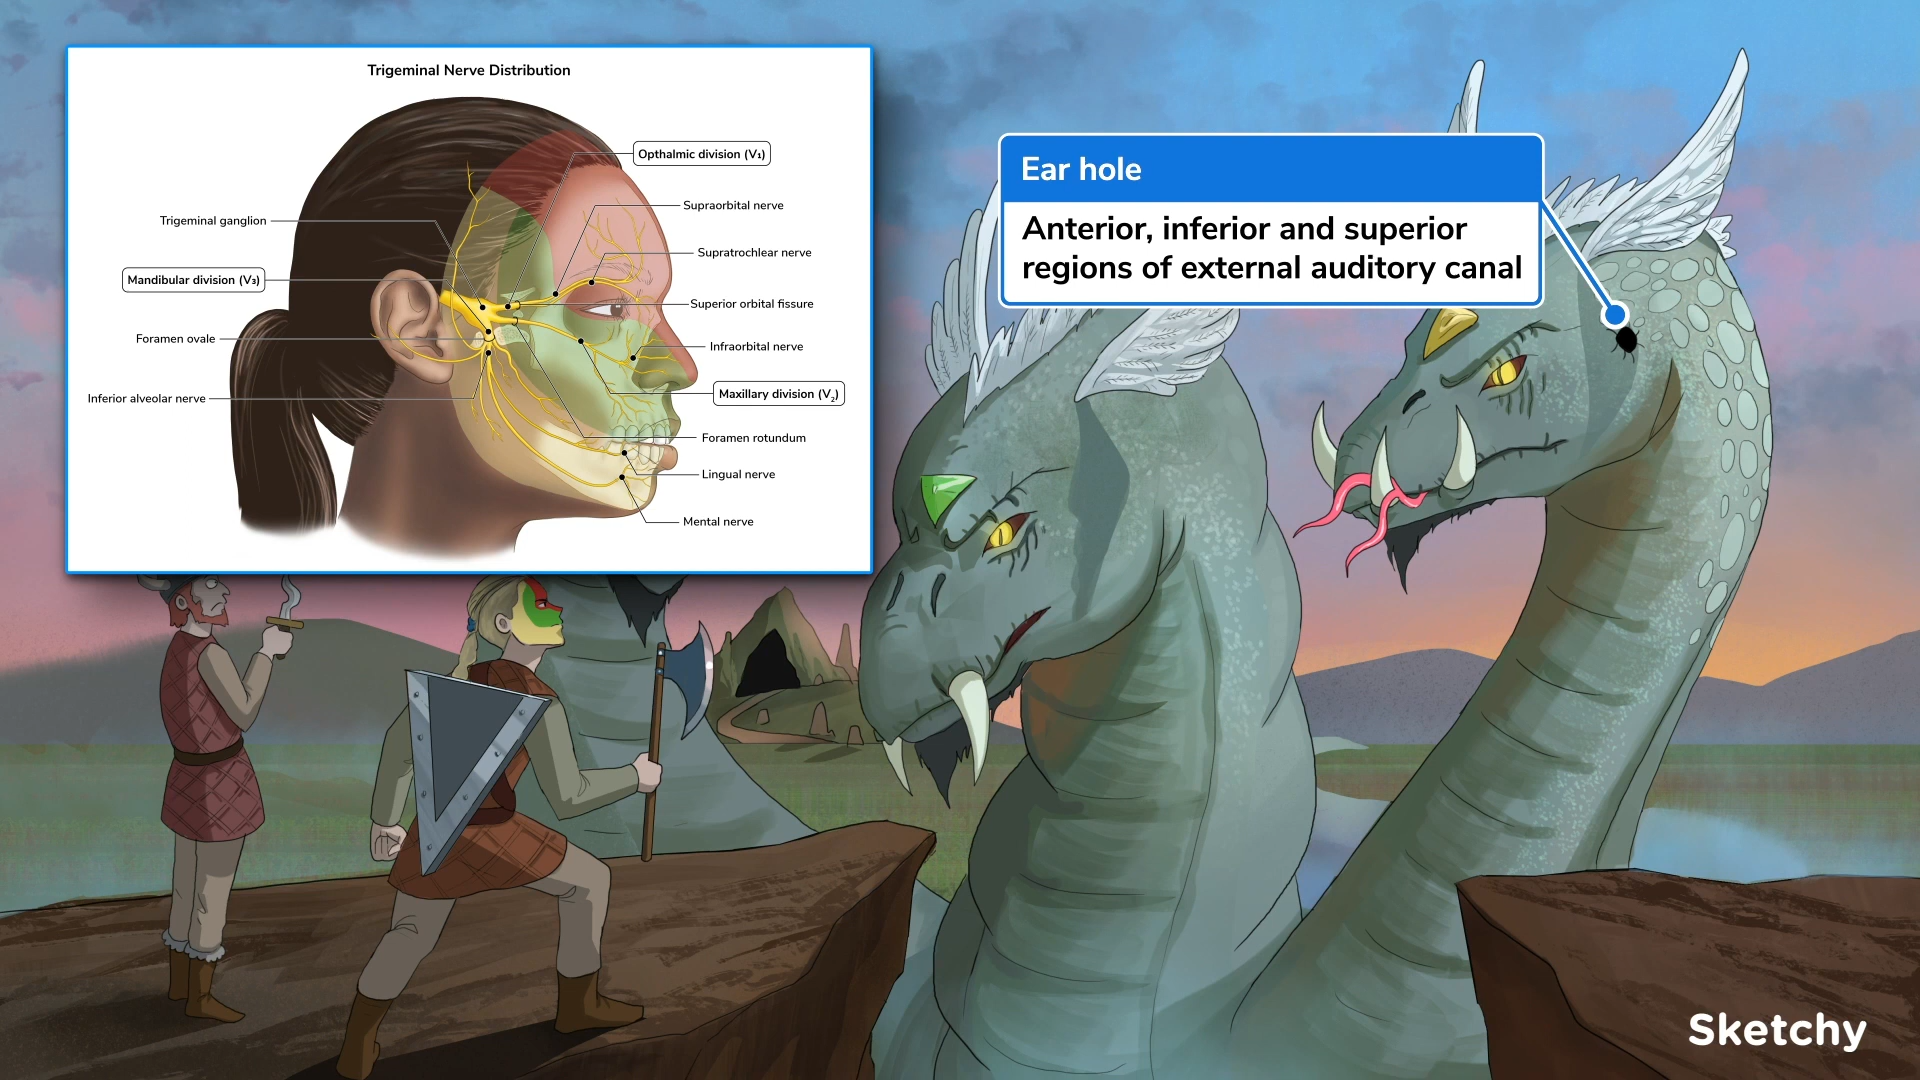 Trigeminal Nerve Distribution
Opthalmic division (V₁)
Supraorbital nerve
Trigeminal ganglion
Supratrochlear nerve
Mandibular division (V₃)
Superior orbital fissure
Foramen ovale
Infraorbital nerve
Inferior alveolar nerve
Maxillary division (V₂)
Foramen rotundum
Lingual nerve
Mental nerve
Ear hole
Anterior, inferior and superior
regions of external auditory canal
Sketchy